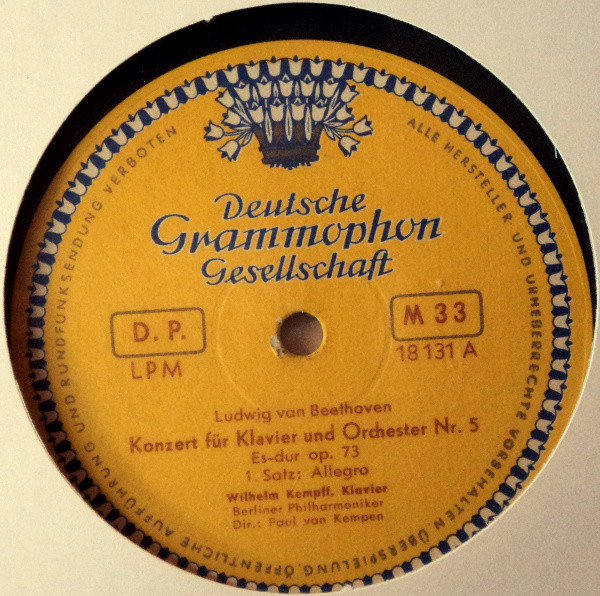 ALLE HERSTELLER- UND URHEBERRECHTE VORBEHALTEN. ÜBERSPIELUNG, ÖFFENTLICHE AUFFÜHRUNG UND RUNDFUNKSENDUNG VERBOTEN
Deutsche
Grammophon
Gesellschaft
D. P.
LPM
M 33
18 131 A
Ludwig van Beethoven
Konzert für Klavier und Orchester Nr. 5
Es-dur op. 73
1. Satz: Allegro
Wilhelm Kempff, Klavier
Berliner Philharmoniker
Dir.: Paul van Kempen